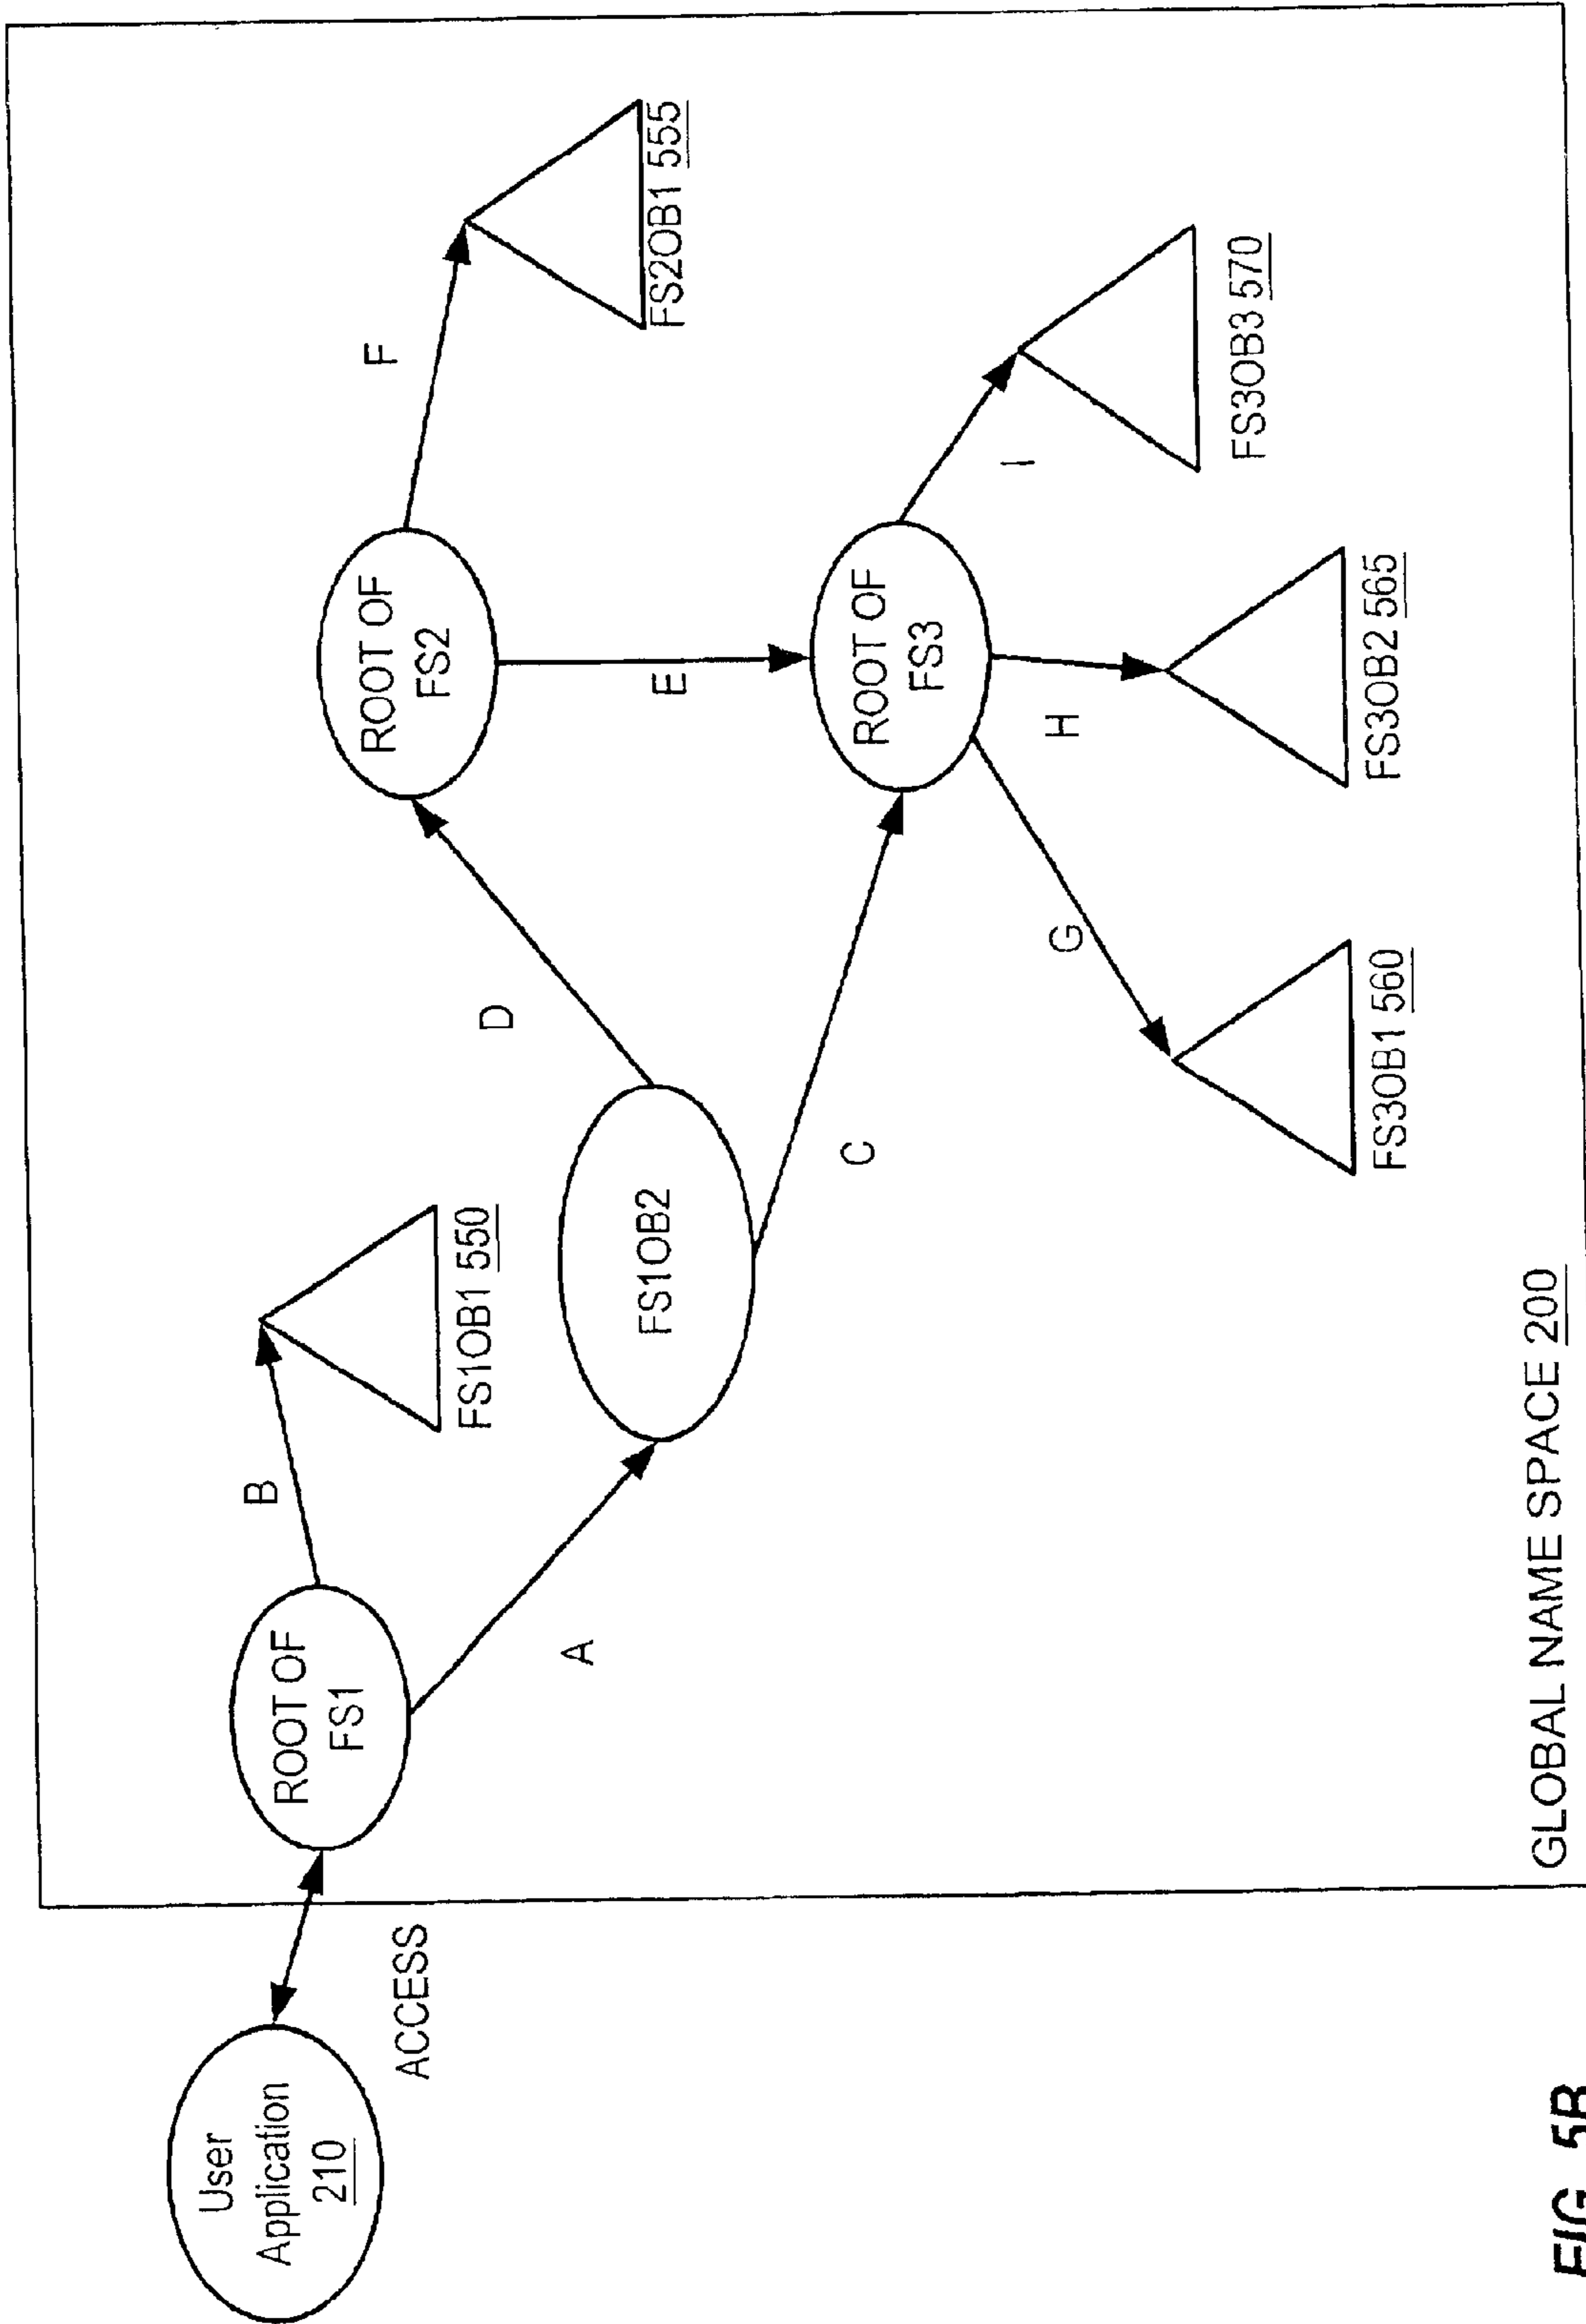 User
Application
210
ACCESS
ROOT OF
FS1
B
A
FS1OB1 550
FS1OB2
D
C
ROOT OF
FS2
F
E
FS2OB1 555
ROOT OF
FS3
G
H
I
FS3OB1 560
FS3OB2 565
FS3OB3 570
GLOBAL NAME SPACE 200
FIG. 5B